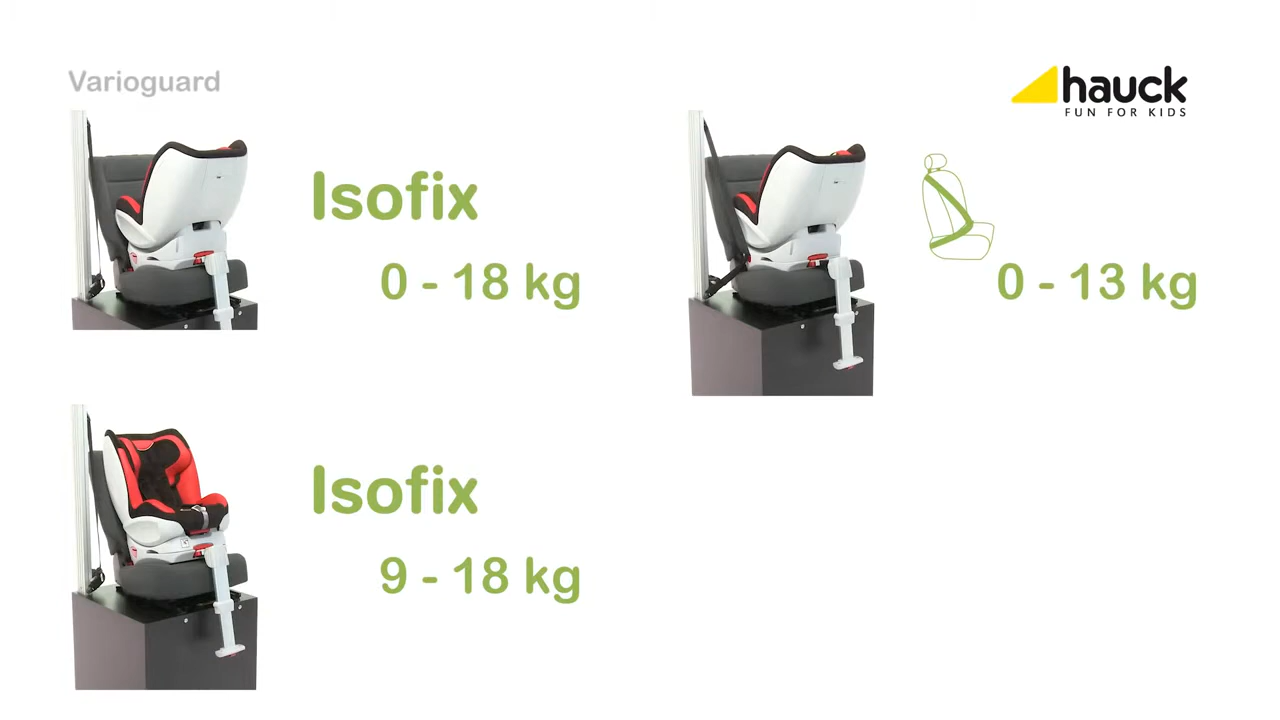 Varioguard
hauck
FUN FOR KIDS
Isofix
0 - 18 kg
0 - 13 kg
Isofix
9 - 18 kg